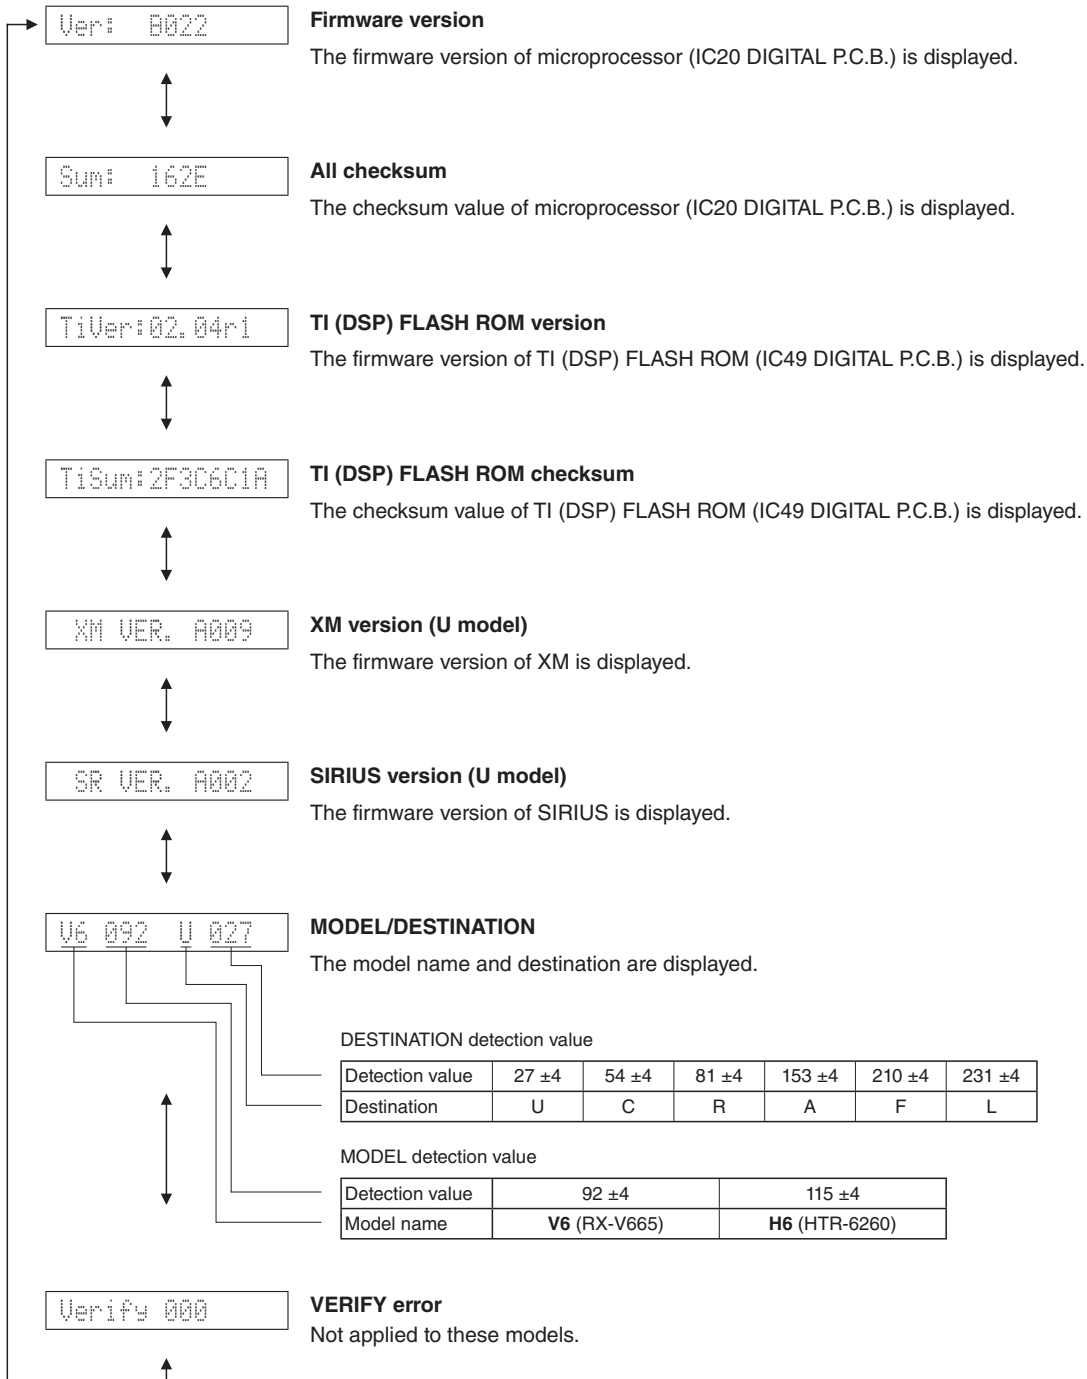 Ver: B022
Firmware version
The firmware version of microprocessor (IC20 DIGITAL P.C.B.) is displayed.
Sum: 162E
All checksum
The checksum value of microprocessor (IC20 DIGITAL P.C.B.) is displayed.
TiVer:02.04r1
TI (DSP) FLASH ROM version
The firmware version of TI (DSP) FLASH ROM (IC49 DIGITAL P.C.B.) is displayed.
TiSum:2F3C6C1A
TI (DSP) FLASH ROM checksum
The checksum value of TI (DSP) FLASH ROM (IC49 DIGITAL P.C.B.) is displayed.
XM VER. A009
XM version (U model)
The firmware version of XM is displayed.
SR VER. A002
SIRIUS version (U model)
The firmware version of SIRIUS is displayed.
V6 092 U 027
MODEL/DESTINATION
The model name and destination are displayed.
DESTINATION detection value
Detection value 27 ±4 54 ±4 81 ±4 153 ±4 210 ±4 231 ±4
Destination U C R A F L
MODEL detection value
Detection value 92 ±4 115 ±4
Model name V6 (RX-V665) H6 (HTR-6260)
Verify 000
VERIFY error
Not applied to these models.